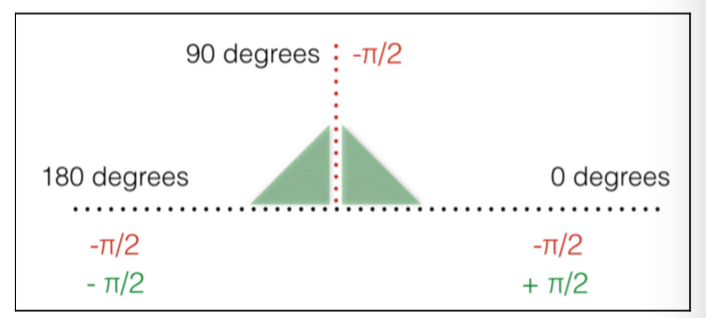 90 degrees -π/2
180 degrees 0 degrees
-π/2 -π/2
- π/2 + π/2